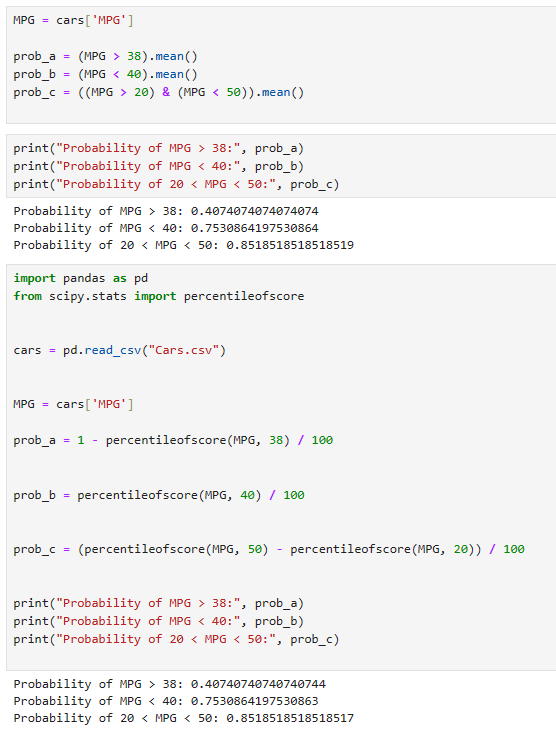 MPG = cars['MPG']
prob_a = (MPG > 38).mean()
prob_b = (MPG < 40).mean()
prob_c = ((MPG > 20) & (MPG < 50)).mean()
print("Probability of MPG > 38:", prob_a)
print("Probability of MPG < 40:", prob_b)
print("Probability of 20 < MPG < 50:", prob_c)
Probability of MPG > 38: 0.4074074074074074
Probability of MPG < 40: 0.7530864197530864
Probability of 20 < MPG < 50: 0.8518518518518519
import pandas as pd
from scipy.stats import percentileofscore
cars = pd.read_csv("Cars.csv")
MPG = cars['MPG']
prob_a = 1 - percentileofscore(MPG, 38) / 100
prob_b = percentileofscore(MPG, 40) / 100
prob_c = (percentileofscore(MPG, 50) - percentileofscore(MPG, 20)) / 100
print("Probability of MPG > 38:", prob_a)
print("Probability of MPG < 40:", prob_b)
print("Probability of 20 < MPG < 50:", prob_c)
Probability of MPG > 38: 0.40740740740740744
Probability of MPG < 40: 0.7530864197530863
Probability of 20 < MPG < 50: 0.8518518518518517